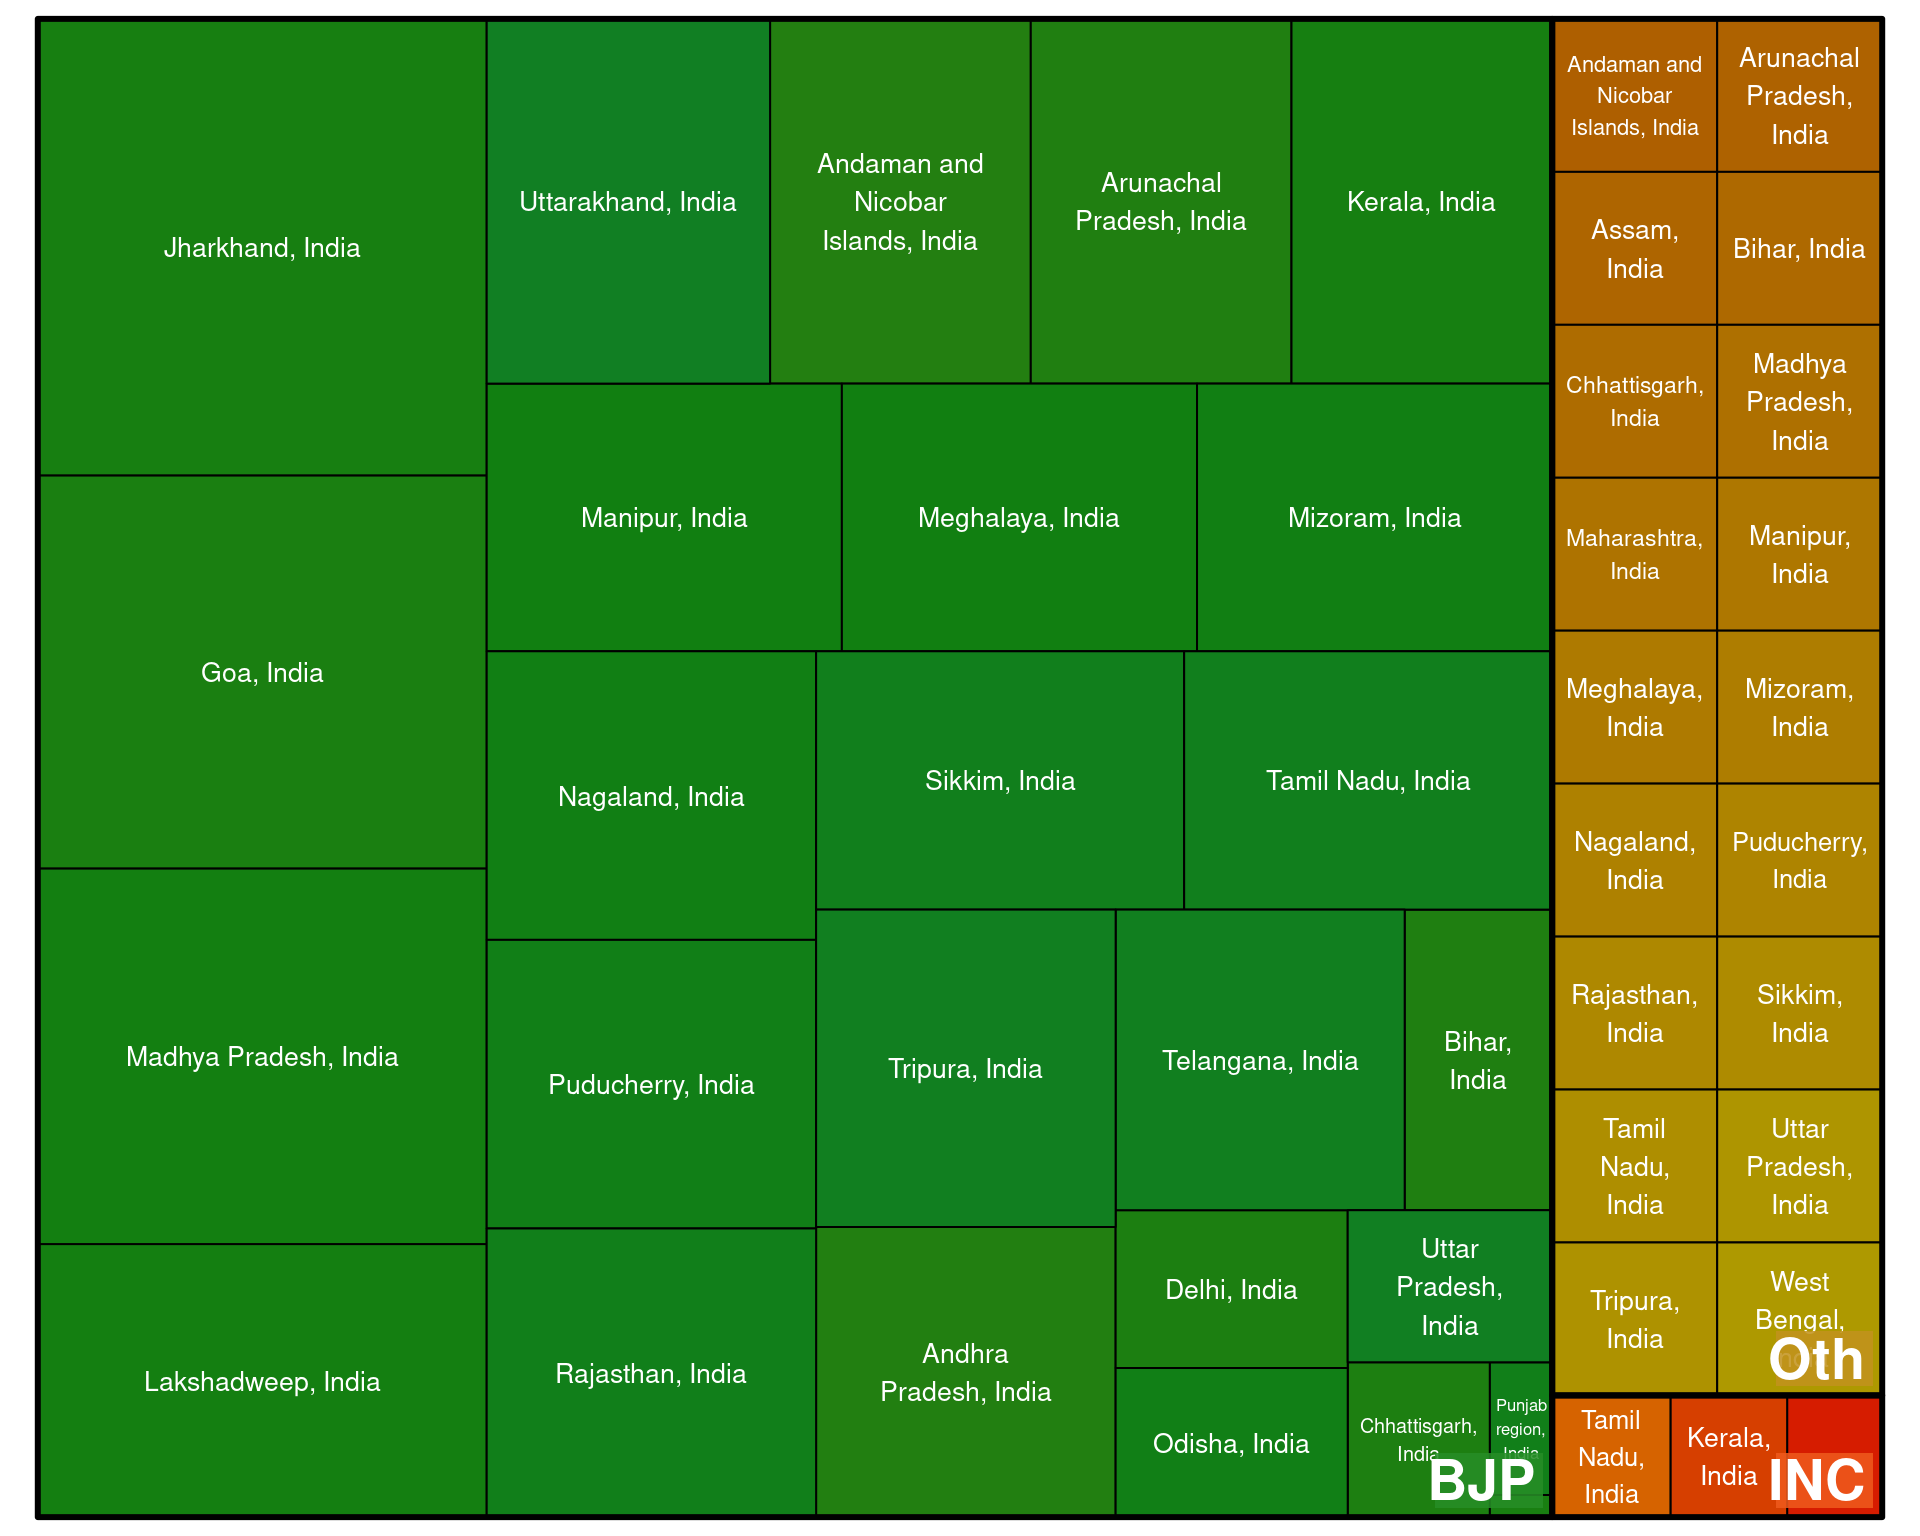 Jharkhand, India
Goa, India
Madhya Pradesh, India
Lakshadweep, India
Uttarakhand, India
Andaman and
Nicobar
Islands, India
Arunachal
Pradesh, India
Kerala, India
Manipur, India
Meghalaya, India
Mizoram, India
Nagaland, India
Sikkim, India
Tamil Nadu, India
Puducherry, India
Tripura, India
Telangana, India
Bihar,
India
Rajasthan, India
Andhra
Pradesh, India
Delhi, India
Uttar
Pradesh,
India
Odisha, India
Chhattisgarh,
India
Punjab
region,
India
BJP
Andaman and
Nicobar
Islands, India
Arunachal
Pradesh,
India
Assam,
India
Bihar, India
Chhattisgarh,
India
Madhya
Pradesh,
India
Maharashtra,
India
Manipur,
India
Meghalaya,
India
Mizoram,
India
Nagaland,
India
Puducherry,
India
Rajasthan,
India
Sikkim,
India
Tamil
Nadu,
India
Uttar
Pradesh,
India
Tripura,
India
West
Bengal,
India
Oth
Tamil
Nadu,
India
Kerala,
India
INC